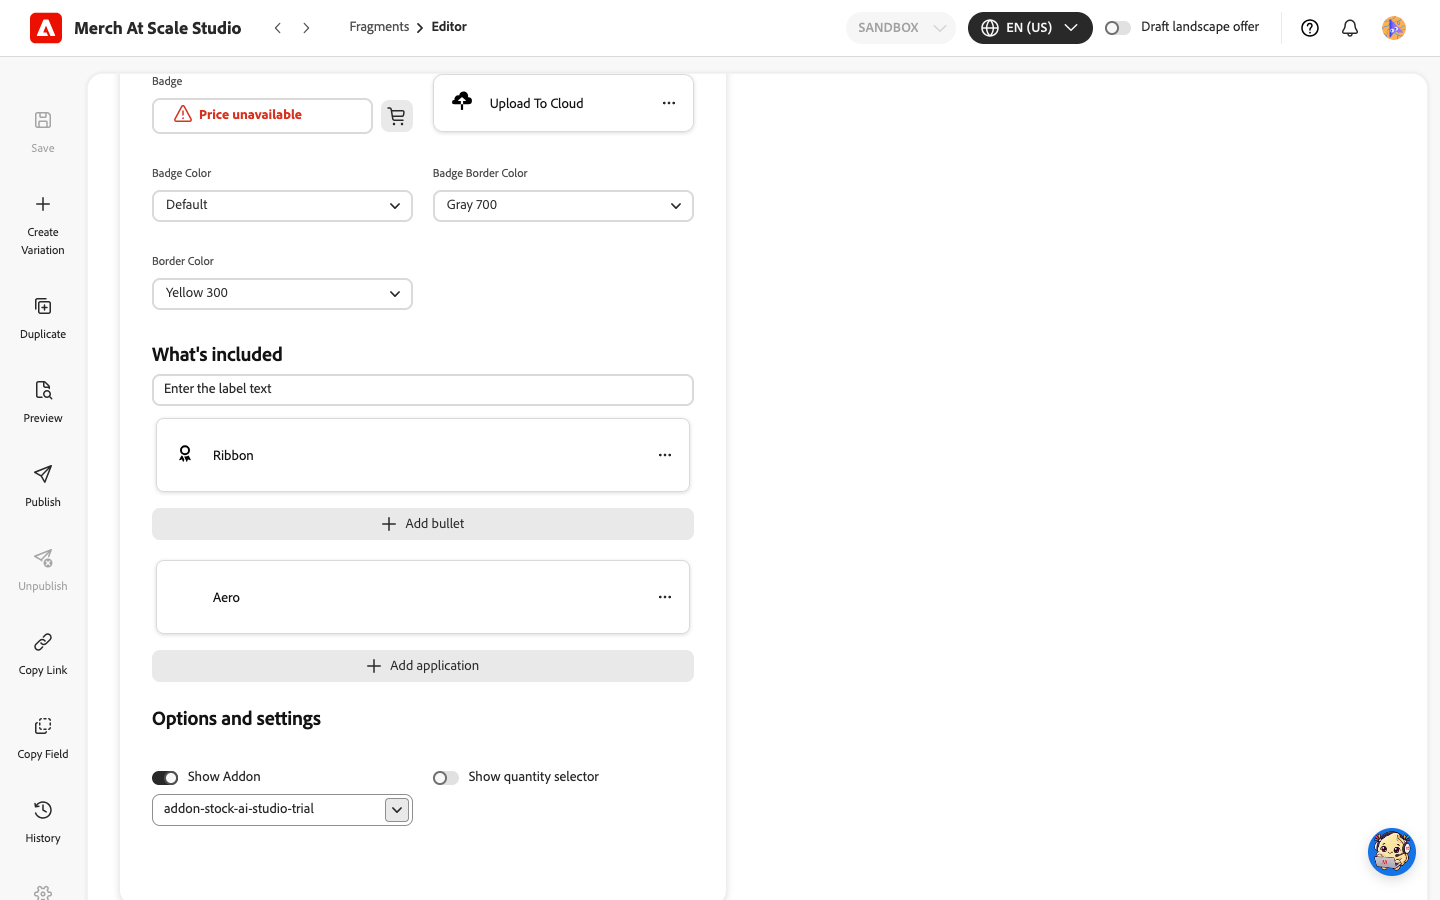 Merch At Scale Studio
Fragments
Editor
SANDBOX
EN (US)
Draft landscape offer
Save
Create
Variation
Duplicate
Preview
Publish
Unpublish
Copy Link
Copy Field
History
Badge
Price unavailable
Upload To Cloud
Badge Color
Default
Badge Border Color
Gray 700
Border Color
Yellow 300
What's included
Enter the label text
Ribbon
Add bullet
Aero
Add application
Options and settings
Show Addon
Show quantity selector
addon-stock-ai-studio-trial